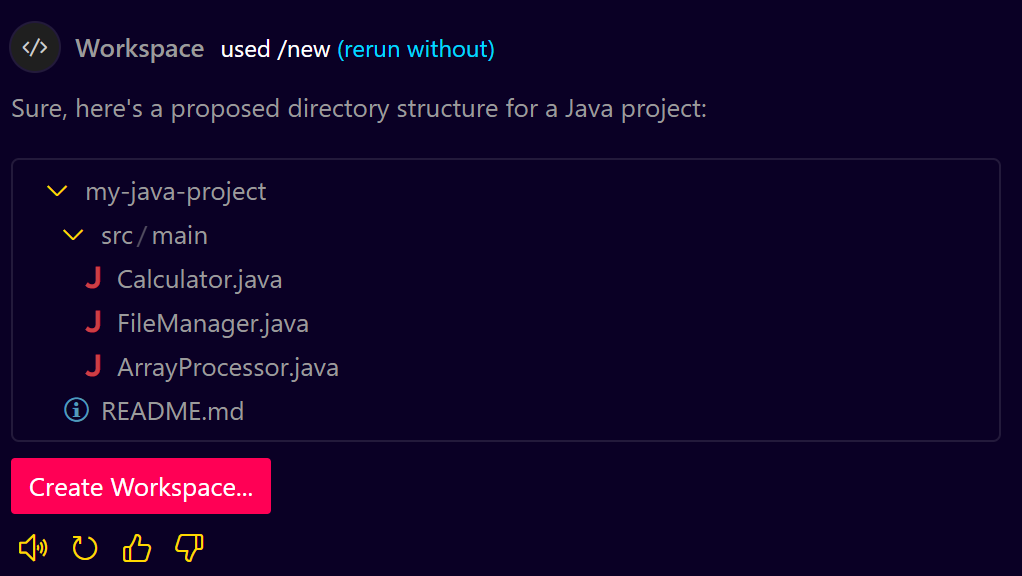 Workspace used /new (rerun without)
Sure, here's a proposed directory structure for a Java project:
my-java-project
src/main
Calculator.java
FileManager.java
ArrayProcessor.java
README.md
Create Workspace...